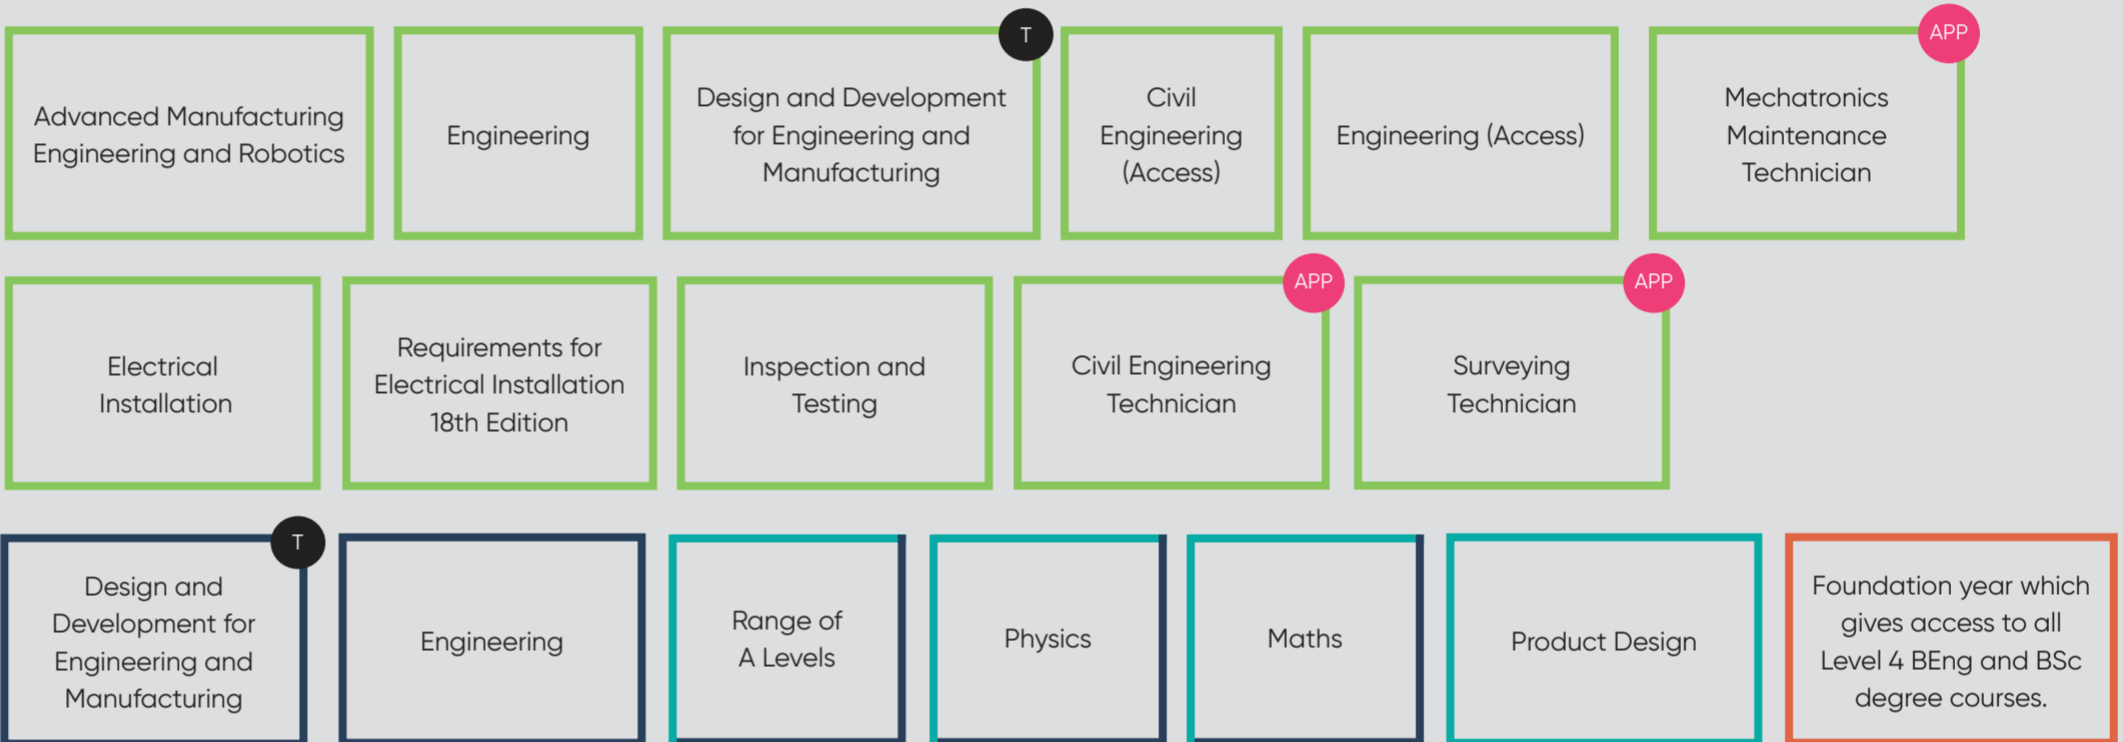 Advanced Manufacturing
Engineering and Robotics
Engineering
T
Design and Development
for Engineering and
Manufacturing
Civil
Engineering
(Access)
Engineering (Access)
APP
Mechatronics
Maintenance
Technician
Electrical
Installation
Requirements for
Electrical Installation
18th Edition
Inspection and
Testing
APP
Civil Engineering
Technician
APP
Surveying
Technician
T
Design and
Development for
Engineering and
Manufacturing
Engineering
Range of
A Levels
Physics
Maths
Product Design
Foundation year which
gives access to all
Level 4 BEng and BSc
degree courses.